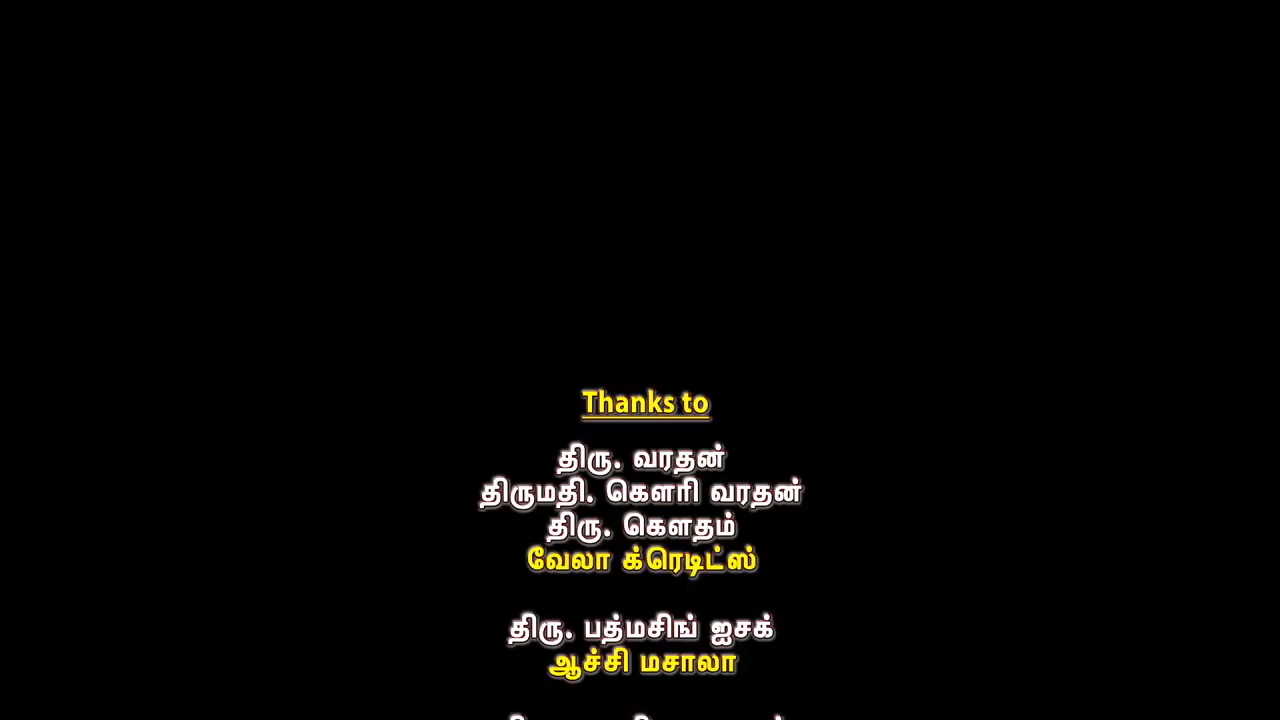 Thanks to
திரு. வரதன்
திருமதி. கௌரி வரதன்
திரு. கௌதம்
வேலா க்ரெடிட்ஸ்
திரு. பத்மசிங் ஐசக்
ஆச்சி மசாலா